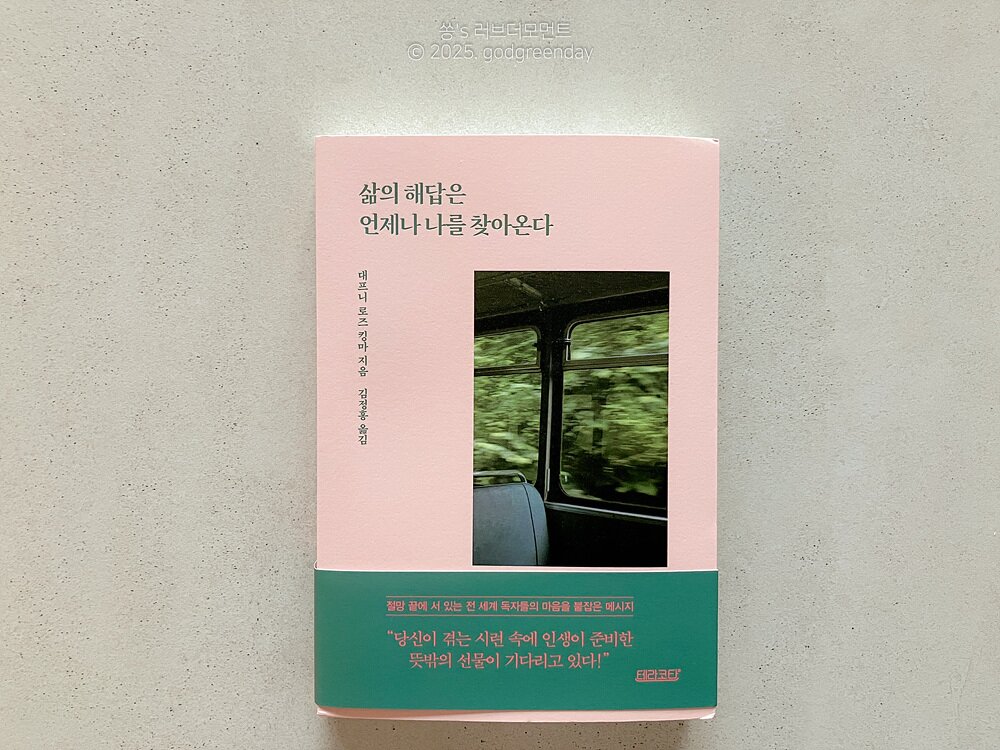 쏭's 러브더모먼트
© 2025. godgreenday
삶의 해답은
언제나 나를 찾아온다
대프니 로즈 킹마 지음 김정홍 옮김
절망 끝에 서 있는 전 세계 독자들의 마음을 붙잡은 메시지
“당신이 겪는 시련 속에 인생이 준비한
뜻밖의 선물이 기다리고 있다!”
테라코타